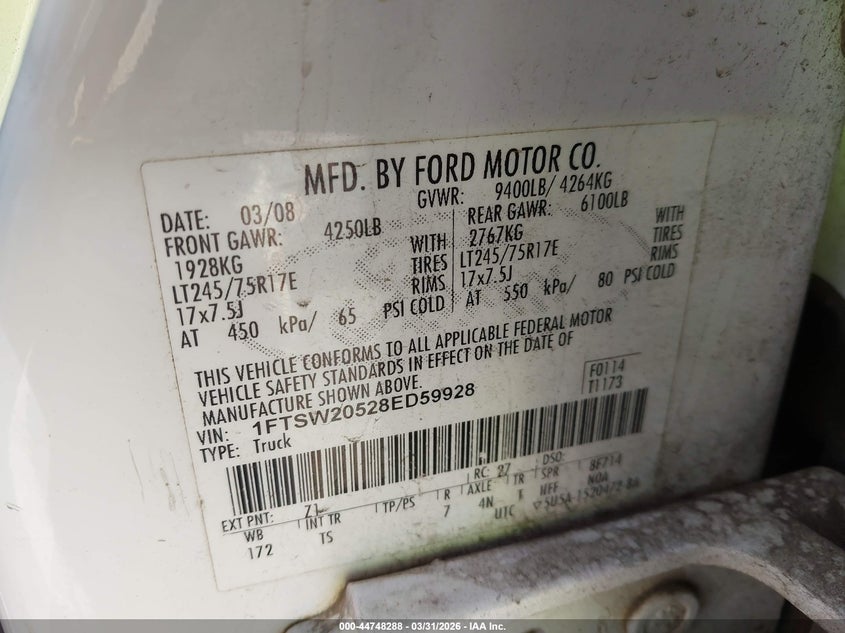 MFD. BY FORD MOTOR CO.
DATE: 03/08 GVWR: 9400LB/ 4264KG
FRONT GAWR: 4250LB REAR GAWR: 6100LB
1928KG WITH 2767KG WITH
LT245/75R17E TIRES LT245/75R17E TIRES
17x7.5J RIMS 17x7.5J RIMS
AT 450 kPa/ 65 PSI COLD AT 550 kPa/ 80 PSI COLD
THIS VEHICLE CONFORMS TO ALL APPLICABLE FEDERAL MOTOR
VEHICLE SAFETY STANDARDS IN EFFECT ON THE DATE OF
MANUFACTURE SHOWN ABOVE.
F0114
VIN: 1FTSW20528ED59928
T1173
TYPE: Truck
EXT PNT: Z1 RC: 27 DSO: 8F714
WB INT TR TP/PS R AXLE TR SPR NOA
172 TS 7 4N T HFF
UTC
000-44748288 - 03/31/2026 - IAA Inc.